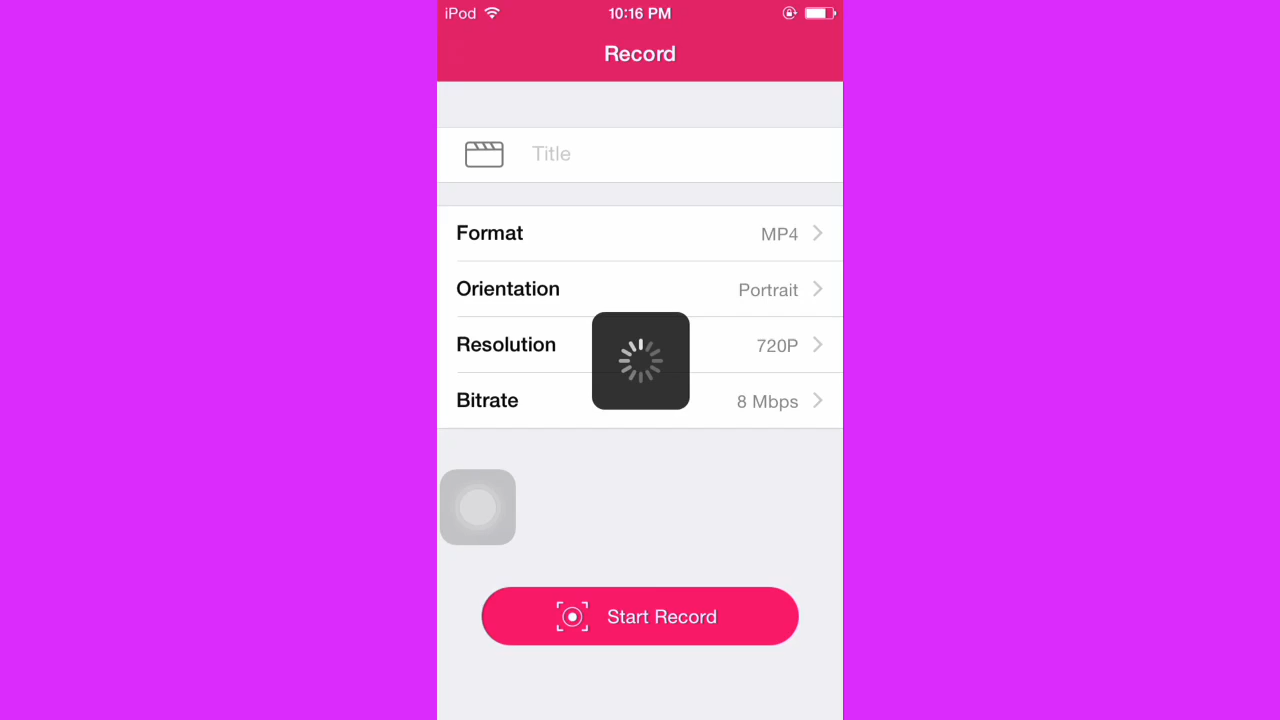 iPod 10:16 PM
Record
Title
Format MP4
Orientation Portrait
Resolution 720P
Bitrate 8 Mbps
Start Record